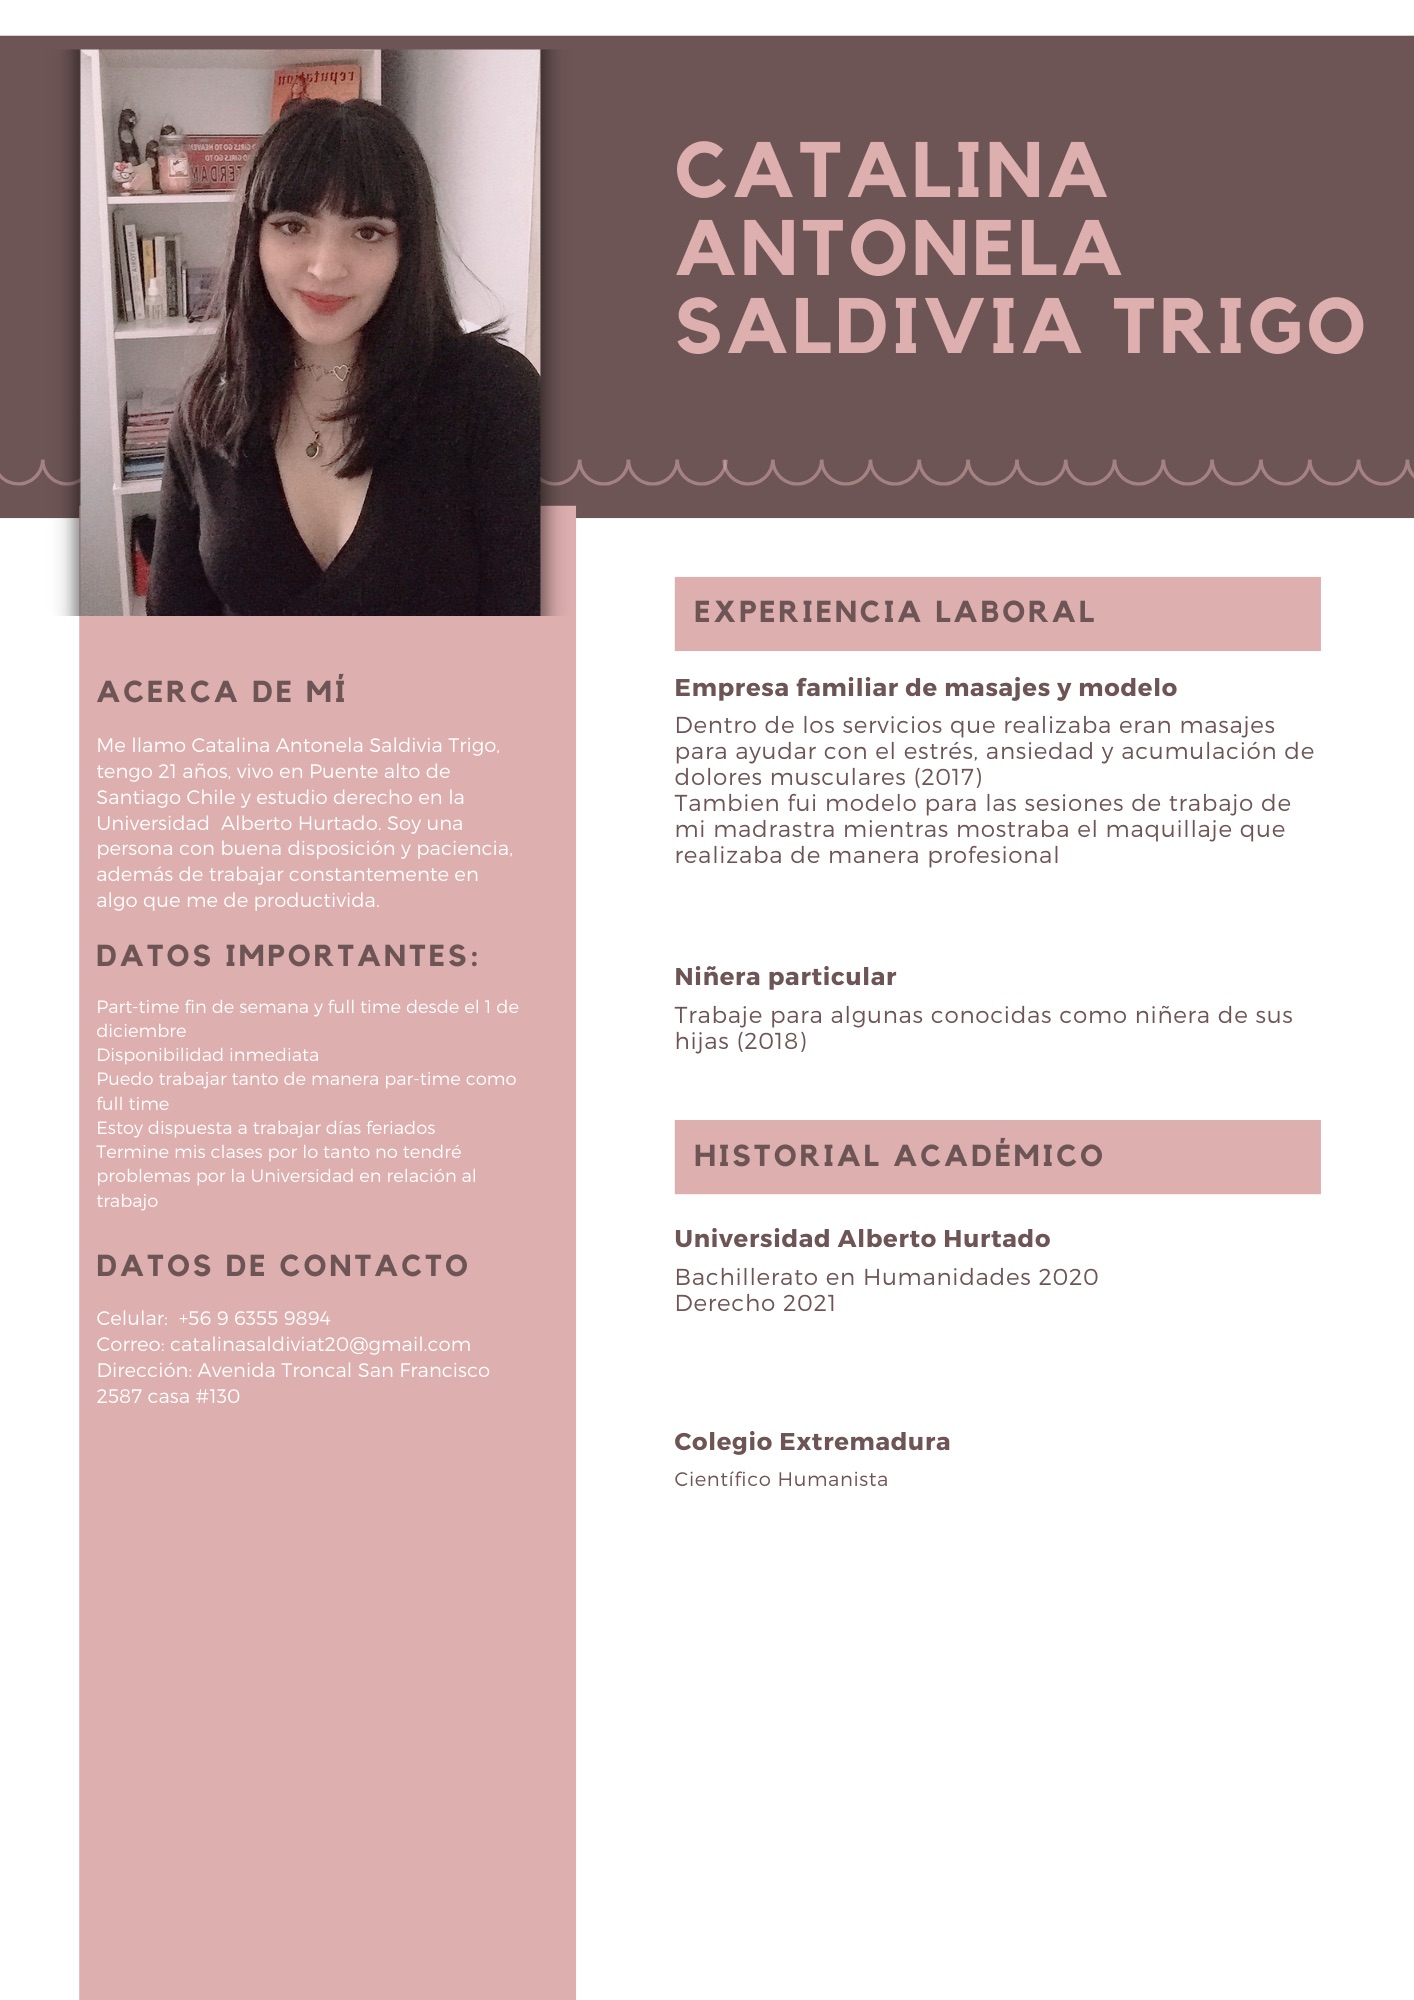 reputation
CATALINA
ANTONELA
SALDIVIA TRIGO
ACERCA DE MÍ
Me llamo Catalina Antonela Saldivia Trigo,
tengo 21 años, vivo en Puente alto de
Santiago Chile y estudio derecho en la
Universidad  Alberto Hurtado. Soy una
persona con buena disposición y paciencia,
además de trabajar constantemente en
algo que me de productivida.
DATOS IMPORTANTES:
Part-time fin de semana y full time desde el 1 de
diciembre
Disponibilidad inmediata
Puedo trabajar tanto de manera par-time como
full time
Estoy dispuesta a trabajar días feriados
Termine mis clases por lo tanto no tendré
problemas por la Universidad en relación al
trabajo
DATOS DE CONTACTO
Celular:  +56 9 6355 9894
Correo: catalinasaldiviat20@gmail.com
Dirección: Avenida Troncal San Francisco
2587 casa #130
EXPERIENCIA LABORAL
Empresa familiar de masajes y modelo
Dentro de los servicios que realizaba eran masajes
para ayudar con el estrés, ansiedad y acumulación de
dolores musculares (2017)
Tambien fui modelo para las sesiones de trabajo de
mi madrastra mientras mostraba el maquillaje que
realizaba de manera profesional
Niñera particular
Trabaje para algunas conocidas como niñera de sus
hijas (2018)
HISTORIAL ACADÉMICO
Universidad Alberto Hurtado
Bachillerato en Humanidades 2020
Derecho 2021
Colegio Extremadura
Científico Humanista